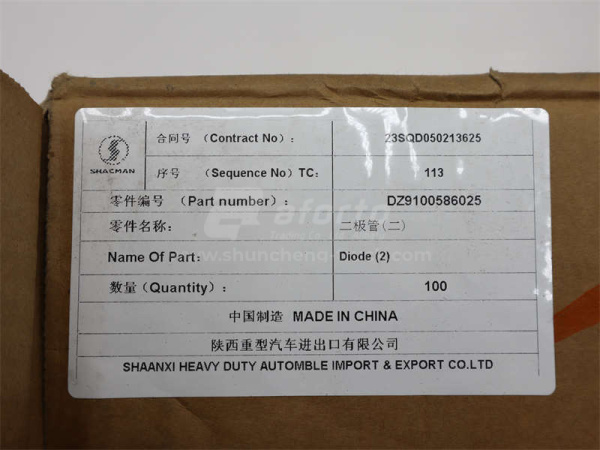 合同号 （Contract No）： 23SQD050213625
SHACMAN
序号 （Sequence No）TC： 113
零件编号 （Part number）： DZ9100586025
零件名称： 二极管(二)
Name Of Part： Diode (2)
数量（Quantity）： 100
中国制造 MADE IN CHINA
陕西重型汽车进出口有限公司
SHAANXI HEAVY DUTY AUTOMBLE IMPORT & EXPORT CO.LTD